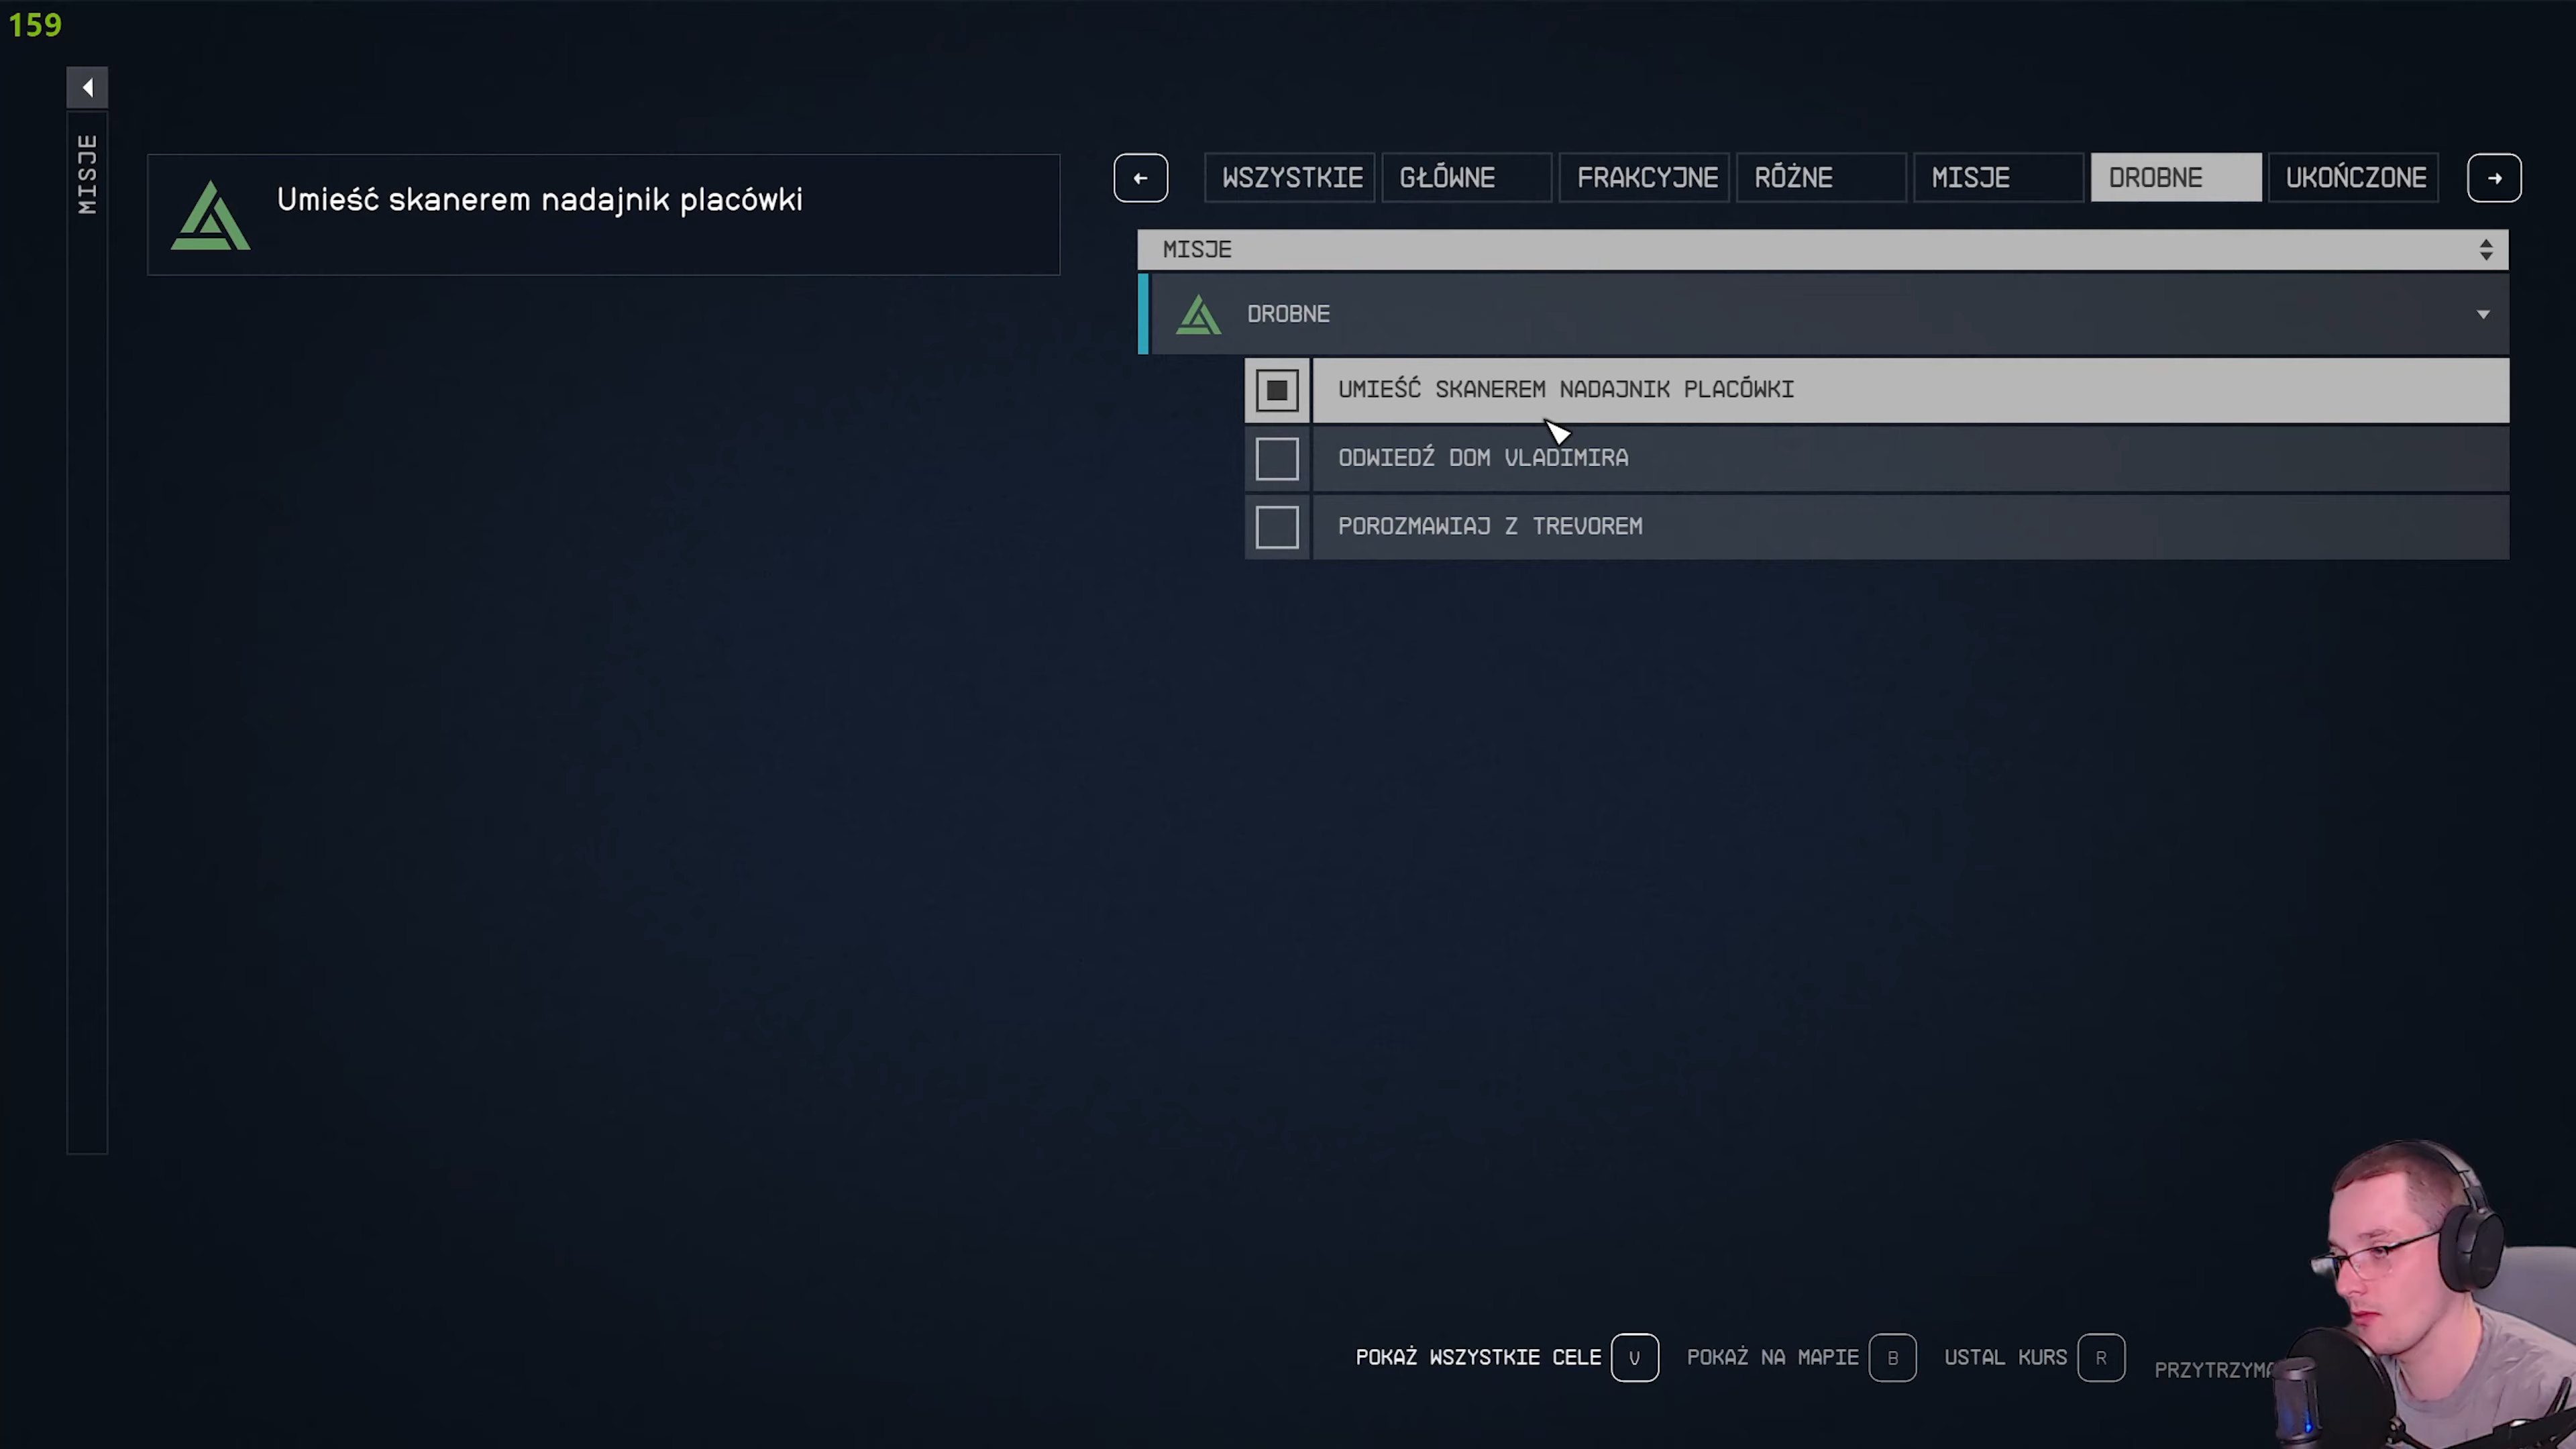 159
MISJE
Umieść skanerem nadajnik placówki
WSZYSTKIE GŁÓWNE FRAKCYJNE RÓŻNE MISJE DROBNE UKOŃCZONE
MISJE
DROBNE
UMIEŚĆ SKANEREM NADAJNIK PLACÓWKI
ODWIEDŹ DOM VLADIMIRA
POROZMAWIAJ Z TREVOREM
POKAŻ WSZYSTKIE CELE V POKAŻ NA MAPIE B USTAL KURS R